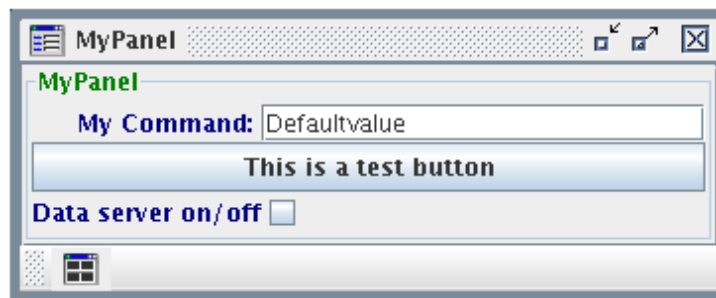 MyPanel
MyPanel
My Command: Defaultvalue
This is a test button
Data server on/off